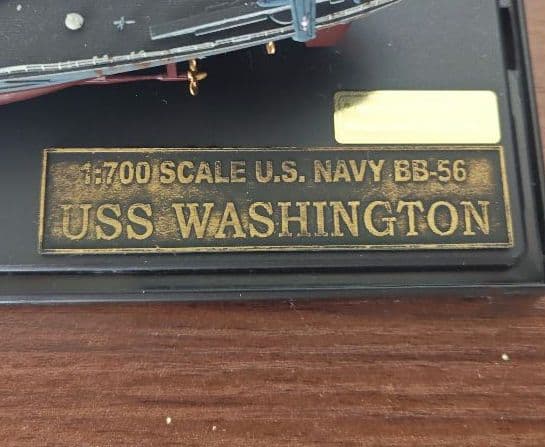 1:700 SCALE U.S. NAVY BB-56
USS WASHINGTON